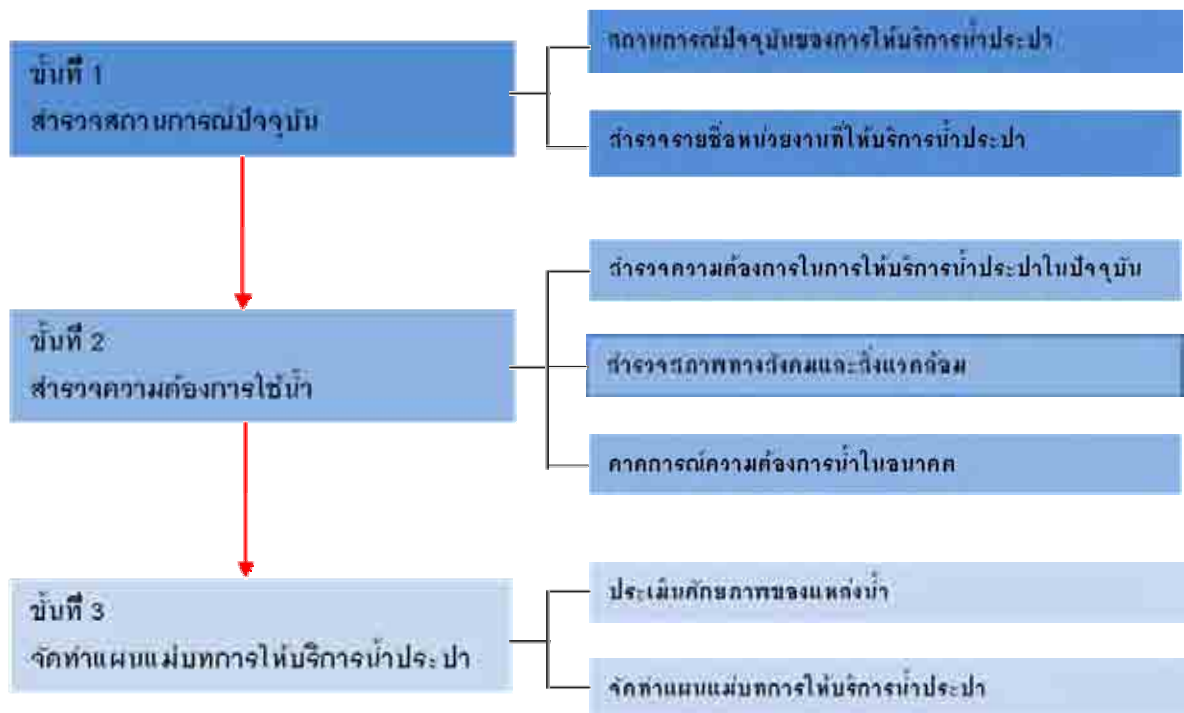 ขั้นที่ 1
สำรวจสถานการณ์ปัจจุบัน
สถานการณ์ปัจจุบันของการให้บริการน้ำประปา
สำรวจรายชื่อหน่วยงานที่ให้บริการน้ำประปา
ขั้นที่ 2
สำรวจความต้องการใช้น้ำ
สำรวจความต้องการในการให้บริการน้ำประปาในปัจจุบัน
สำรวจสภาพทางสังคมและสิ่งแวดล้อม
คาดการณ์ความต้องการน้ำในอนาคต
ขั้นที่ 3
จัดทำแผนแม่บทการให้บริการน้ำประปา
ประเมินศักยภาพของแหล่งน้ำ
จัดทำแผนแม่บทการให้บริการน้ำประปา